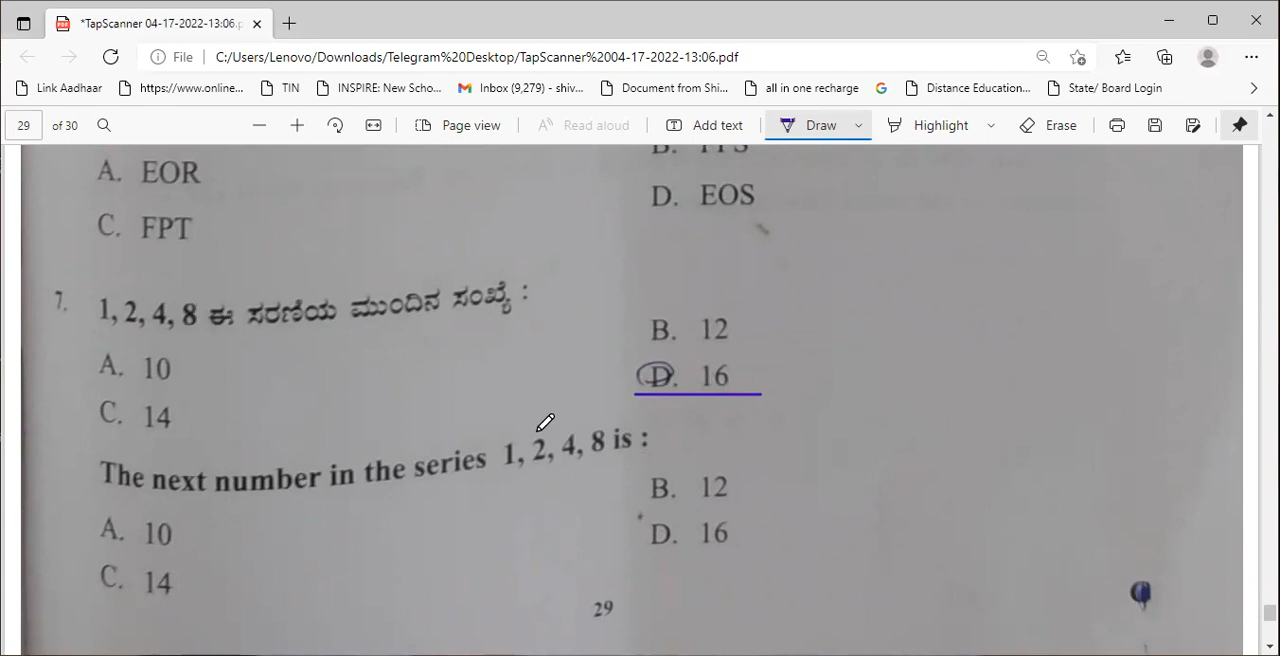 *TapScanner 04-17-2022-13:06.p
File C:/Users/Lenovo/Downloads/Telegram%20Desktop/TapScanner%2004-17-2022-13:06.pdf
Link Aadhaar https://www.online... TIN INSPIRE: New Scho... Inbox (9,279) - shiv... Document from Shi... all in one recharge Distance Education... State/ Board Login
29 of 30 Page view Read aloud Add text Draw Highlight Erase
A. EOR
D. EOS
C. FPT
7. 1, 2, 4, 8 ಈ ಸರಣಿಯ ಮುಂದಿನ ಸಂಖ್ಯೆ :
A. 10 B. 12
C. 14 D. 16
The next number in the series 1, 2, 4, 8 is :
A. 10 B. 12
C. 14 D. 16
29